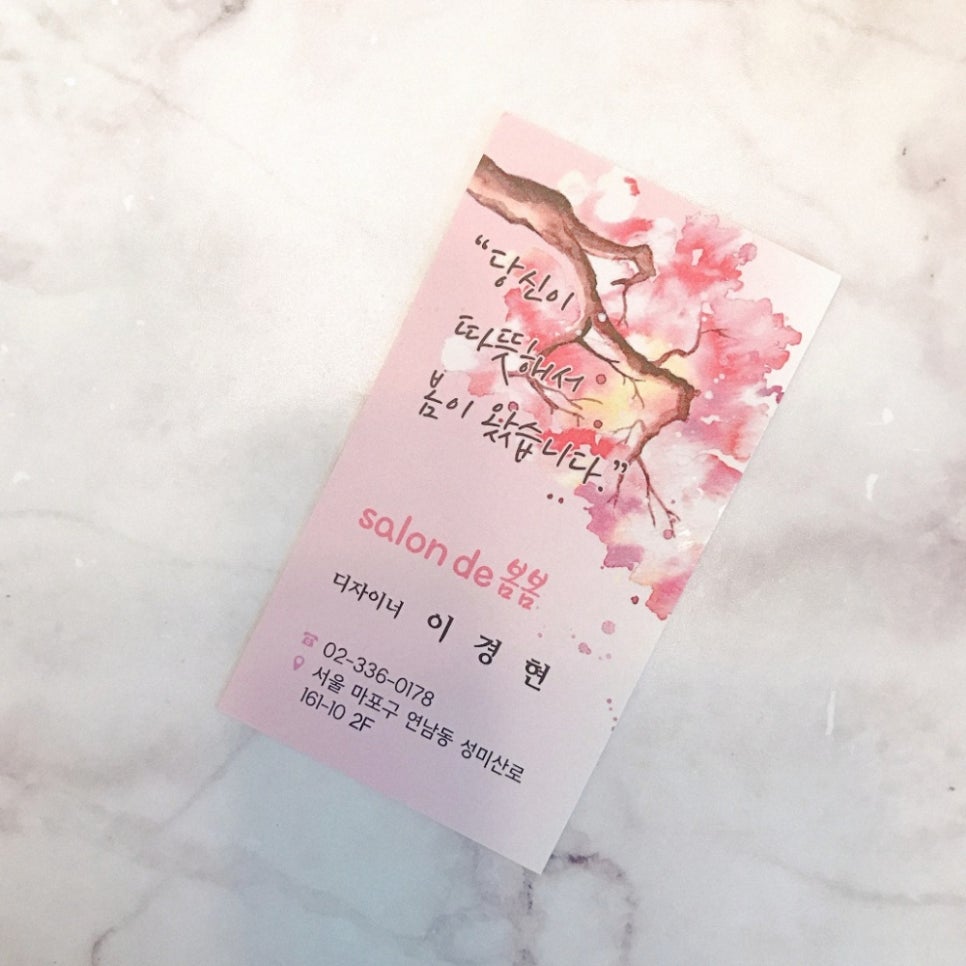 “당신이
따뜻해서
봄이 왔습니다.”
salon de 봄봄
디자이너 이경현
02-336-0178
서울 마포구 연남동 성미산로
161-10 2F